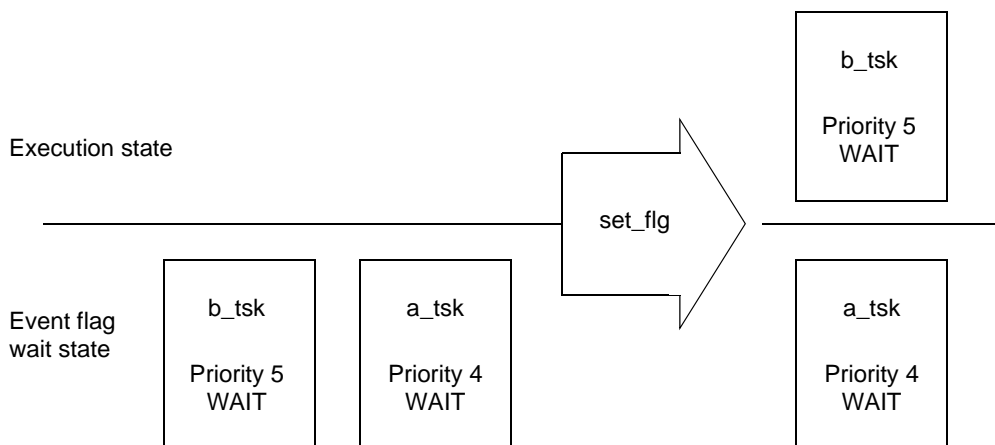 b_tsk
Priority 5
WAIT
Execution state
set_flg
Event flag
wait state
b_tsk
Priority 5
WAIT
a_tsk
Priority 4
WAIT
a_tsk
Priority 4
WAIT